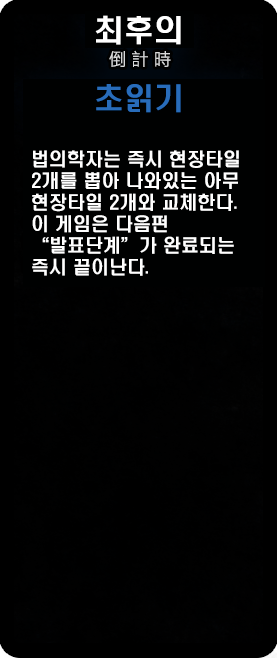 최후의
倒計時
초읽기
법의학자는 즉시 현장타일
2개를 뽑아 나와있는 아무
현장타일 2개와 교체한다.
이 게임은 다음편
“발표단계” 가 완료되는
즉시 끝이난다.